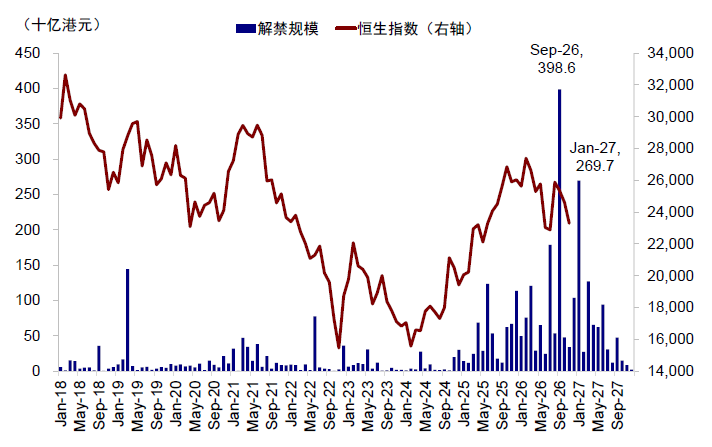 （十亿港元）
解禁规模
恒生指数（右轴）
450
400
350
300
250
200
150
100
50
0
34,000
32,000
30,000
28,000
26,000
24,000
22,000
20,000
18,000
16,000
14,000
Sep-26,
398.6
Jan-27,
269.7
Jan-18
May-18
Sep-18
Jan-19
May-19
Sep-19
Jan-20
May-20
Sep-20
Jan-21
May-21
Sep-21
Jan-22
May-22
Sep-22
Jan-23
May-23
Sep-23
Jan-24
May-24
Sep-24
Jan-25
May-25
Sep-25
Jan-26
May-26
Sep-26
Jan-27
May-27
Sep-27